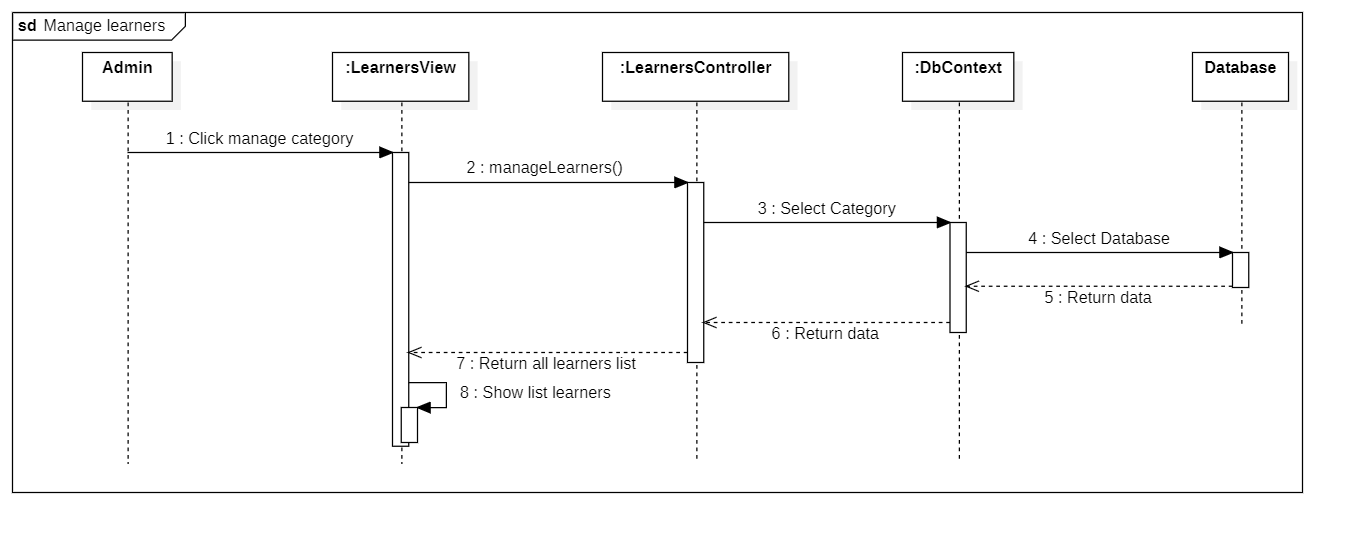 sd Manage learners
Admin
:LearnersView
:LearnersController
:DbContext
Database
1 : Click manage category
2 : manageLearners()
3 : Select Category
4 : Select Database
5 : Return data
6 : Return data
7 : Return all learners list
8 : Show list learners